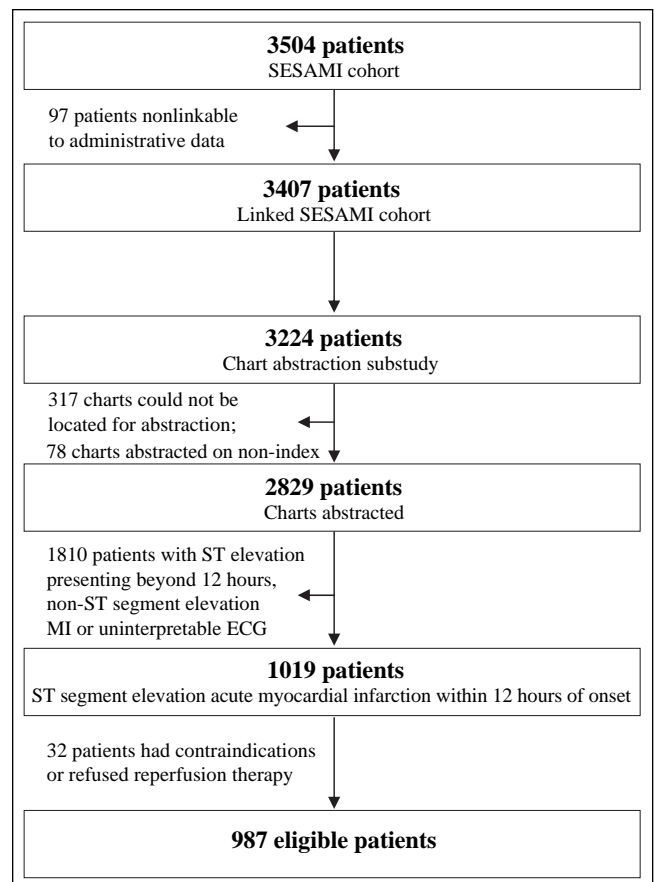 3504 patients
SESAMI cohort
97 patients nonlinkable
to administrative data
3407 patients
Linked SESAMI cohort
3224 patients
Chart abstraction substudy
317 charts could not be
located for abstraction;
78 charts abstracted on non-index
2829 patients
Charts abstracted
1810 patients with ST elevation
presenting beyond 12 hours,
non-ST segment elevation
MI or uninterpretable ECG
1019 patients
ST segment elevation acute myocardial infarction within 12 hours of onset
32 patients had contraindications
or refused reperfusion therapy
987 eligible patients